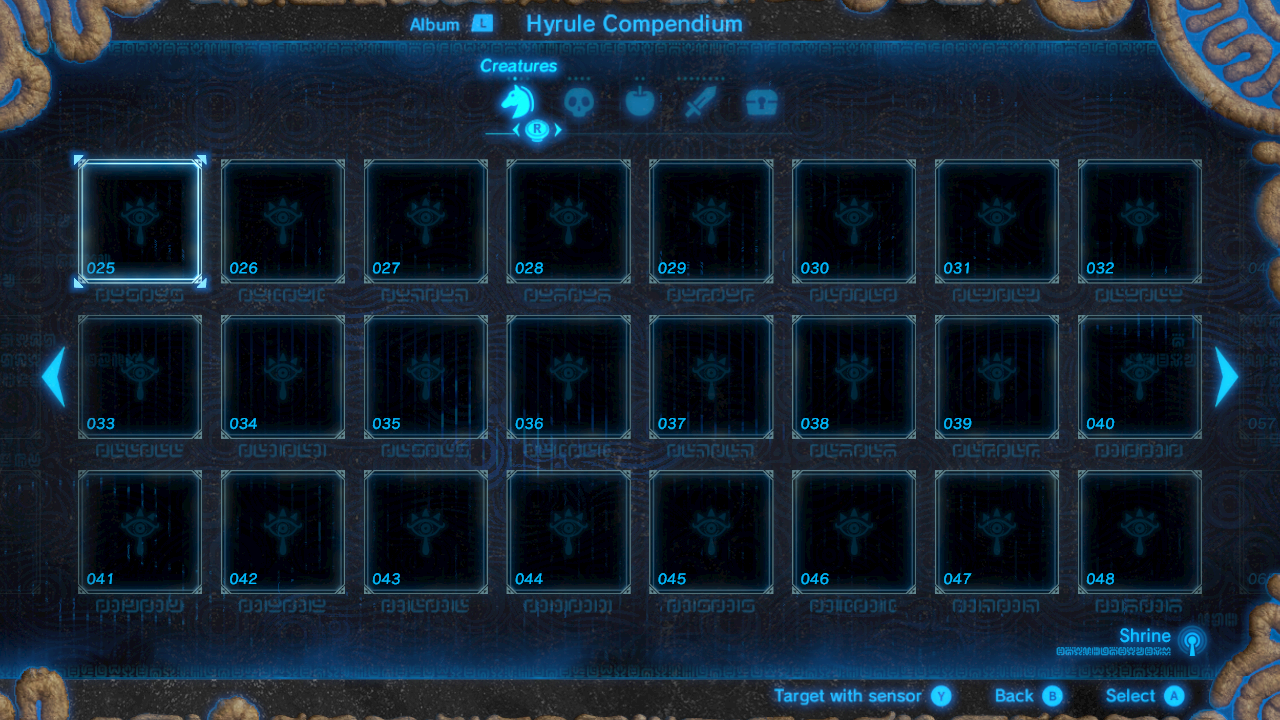 Album L Hyrule Compendium
Creatures
R
025 026 027 028 029 030 031 032
033 034 035 036 037 038 039 040
041 042 043 044 045 046 047 048
Shrine
Target with sensor Y Back B Select A